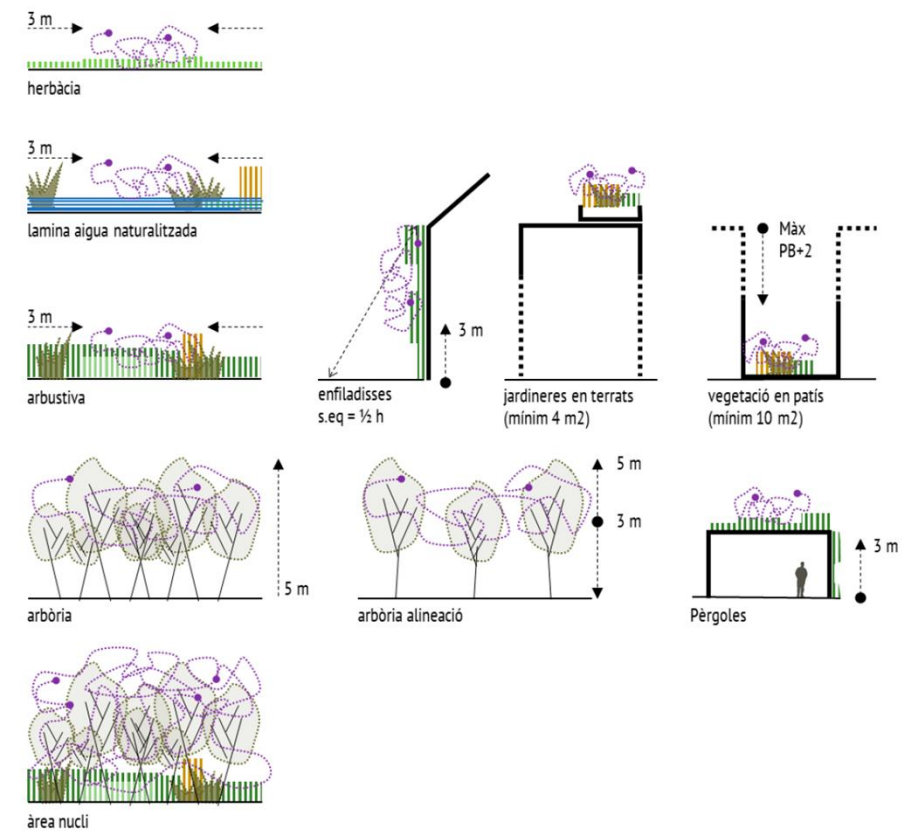 3 m
herbàcia
3 m
lamina aigua naturalitzada
3 m
arbustiva
3 m
enfiladisses
s.eq = ½ h
jardineres en terrats
(mínim 4 m2)
Màx
PB+2
vegetació en patís
(mínim 10 m2)
5 m
arbòria
5 m
3 m
arbòria alineació
3 m
Pèrgoles
àrea nucli